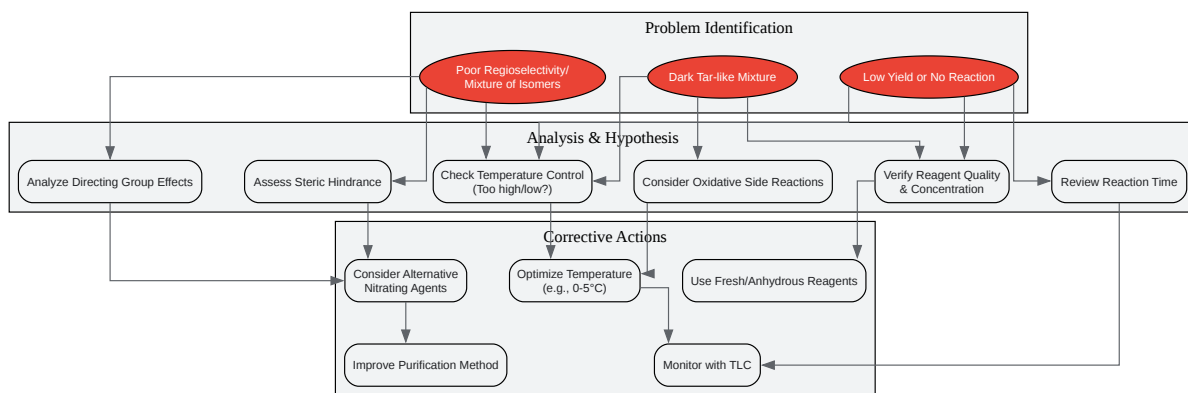 Problem Identification
Poor Regioselectivity/
Mixture of Isomers
Dark Tar-like Mixture
Low Yield or No Reaction
Analysis & Hypothesis
Analyze Directing Group Effects
Assess Steric Hindrance
Check Temperature Control
(Too high/low?)
Consider Oxidative Side Reactions
Verify Reagent Quality
& Concentration
Review Reaction Time
Corrective Actions
Consider Alternative
Nitrating Agents
Optimize Temperature
(e.g., 0-5°C)
Use Fresh/Anhydrous Reagents
Improve Purification Method
Monitor with TLC